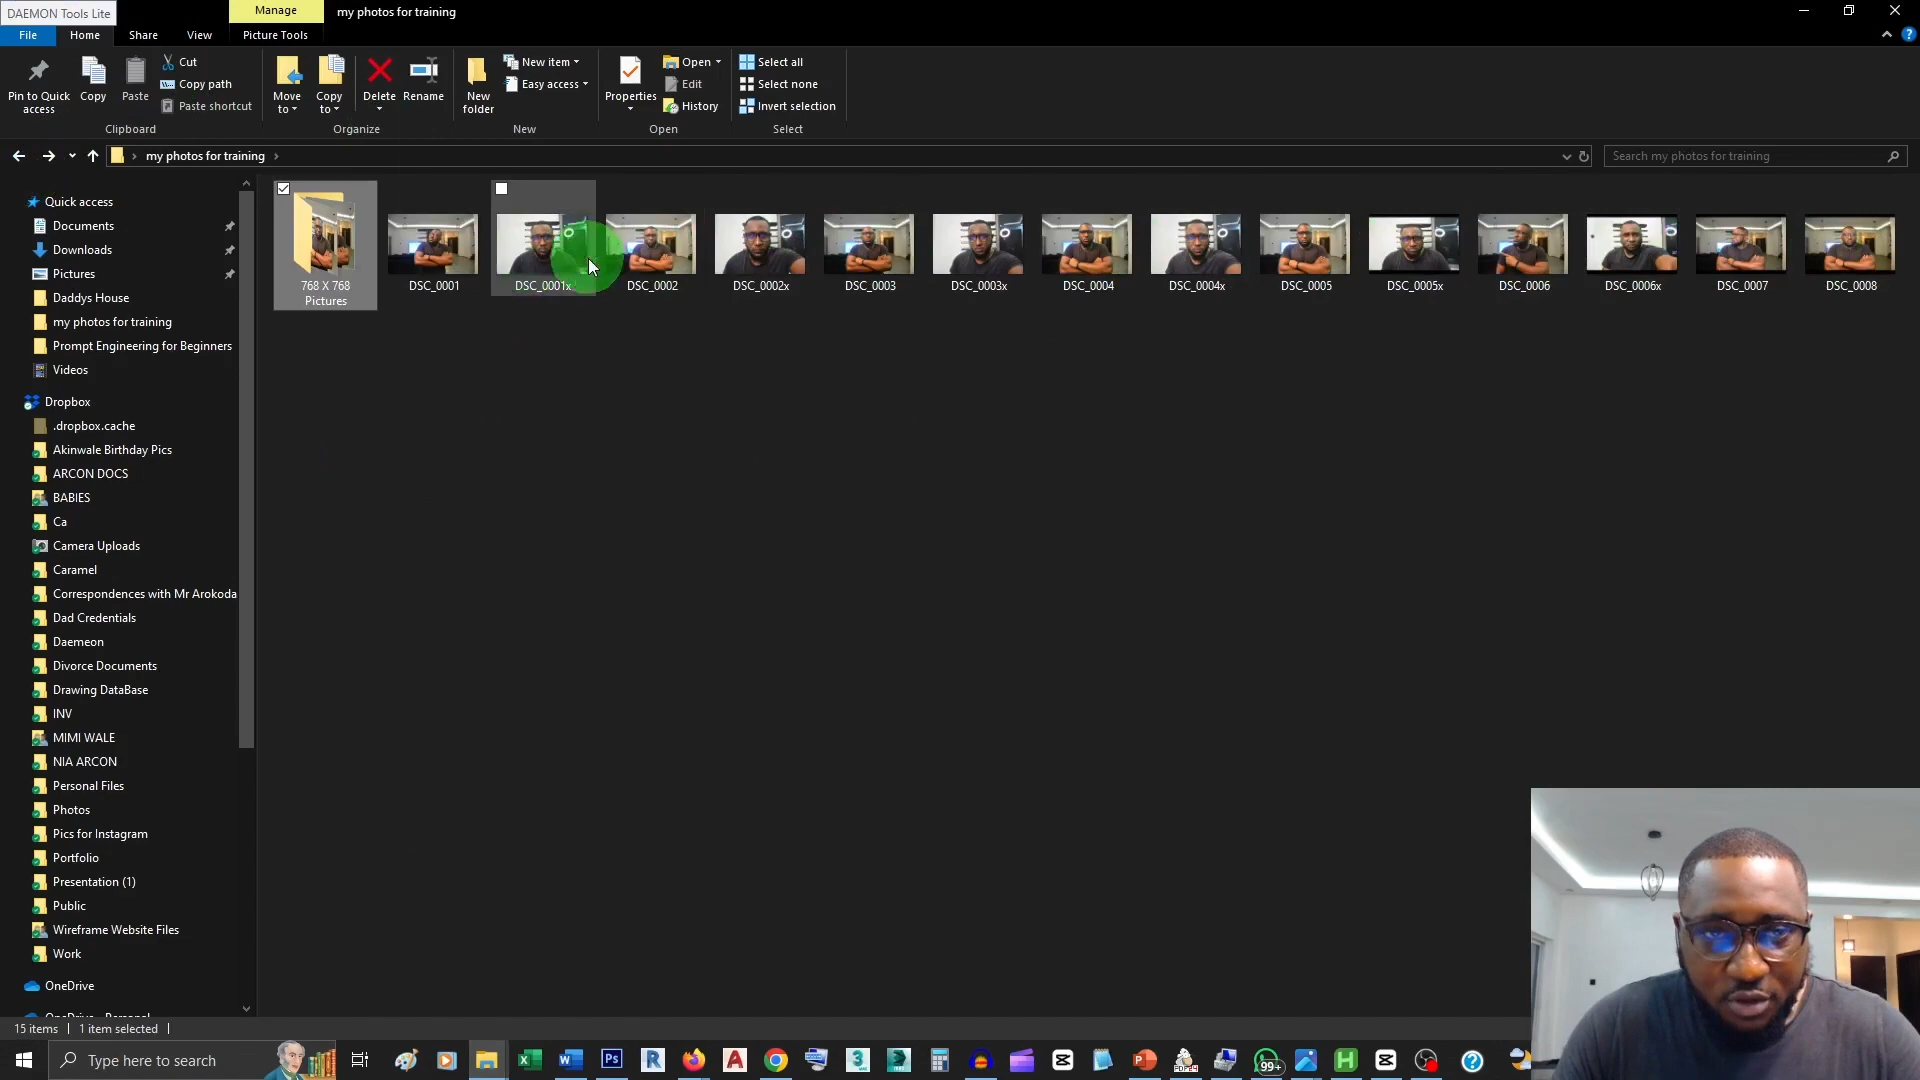 DAEMON Tools Lite
Manage
my photos for training
File
Home
Share
View
Picture Tools
Pin to Quick
access
Copy
Paste
Cut
Copy path
Paste shortcut
Clipboard
Move
to
Copy
to
Delete
Rename
Organize
New
folder
New item
Easy access
New
Properties
Open
Edit
History
Open
Select all
Select none
Invert selection
Select
my photos for training
Search my photos for training
Quick access
Documents
Downloads
Pictures
Daddys House
my photos for training
Prompt Engineering for Beginners
Videos
Dropbox
.dropbox.cache
Akinwale Birthday Pics
ARCON DOCS
BABIES
Ca
Camera Uploads
Caramel
Correspondences with Mr Arokoda
Dad Credentials
Daemeon
Divorce Documents
Drawing DataBase
INV
MIMI WALE
NIA ARCON
Personal Files
Photos
Pics for Instagram
Portfolio
Presentation (1)
Public
Wireframe Website Files
Work
OneDrive
OneDrive - Personal
768 X 768
Pictures
DSC_0001
DSC_0001x
DSC_0002
DSC_0002x
DSC_0003
DSC_0003x
DSC_0004
DSC_0004x
DSC_0005
DSC_0005x
DSC_0006
DSC_0006x
DSC_0007
DSC_0008
15 items
1 item selected
Type here to search
99+